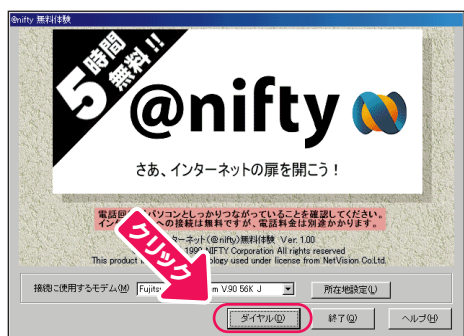 @nifty 無料体験
5時間
無料!!
@nifty
さあ、インターネットの扉を開こう！
電話回 パソコンとしっかりつながっていることを確認してください。
イン への接続は無料ですが、電話料金は別途かかります。
ーネット(@nifty)無料体験 Ver. 1.00
1999 NIFTY Corporation All rights reserved
This product ology used under license from NetVision Co.Ltd.
クリック
接続に使用するモデム(M) Fujitsu m V.90 56K J 所在地設定(L)
ダイヤル(D) 終了(Q) ヘルプ(H)